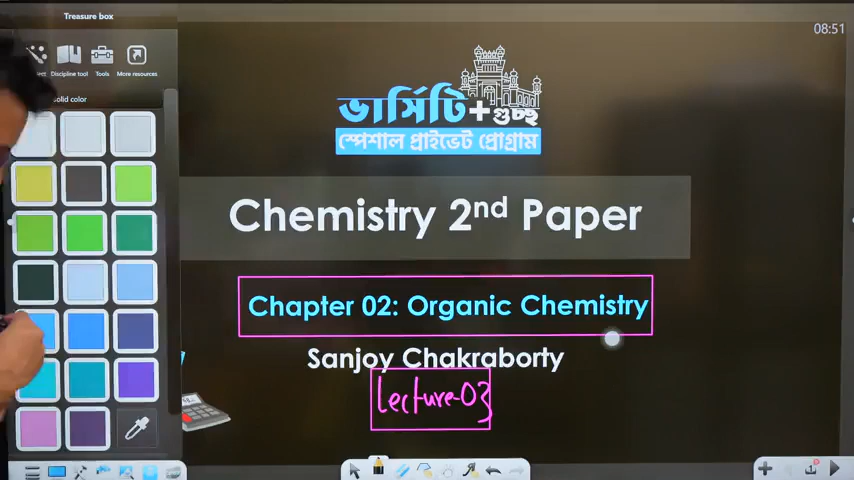 Treasure box
08:51
Discipline tool
Tools
More resources
olid color
ভার্সিটি+গুচ্ছ
স্পেশাল প্রাইভেট প্রোগ্রাম
Chemistry 2nd Paper
Chapter 02: Organic Chemistry
Sanjoy Chakraborty
Lecture-03